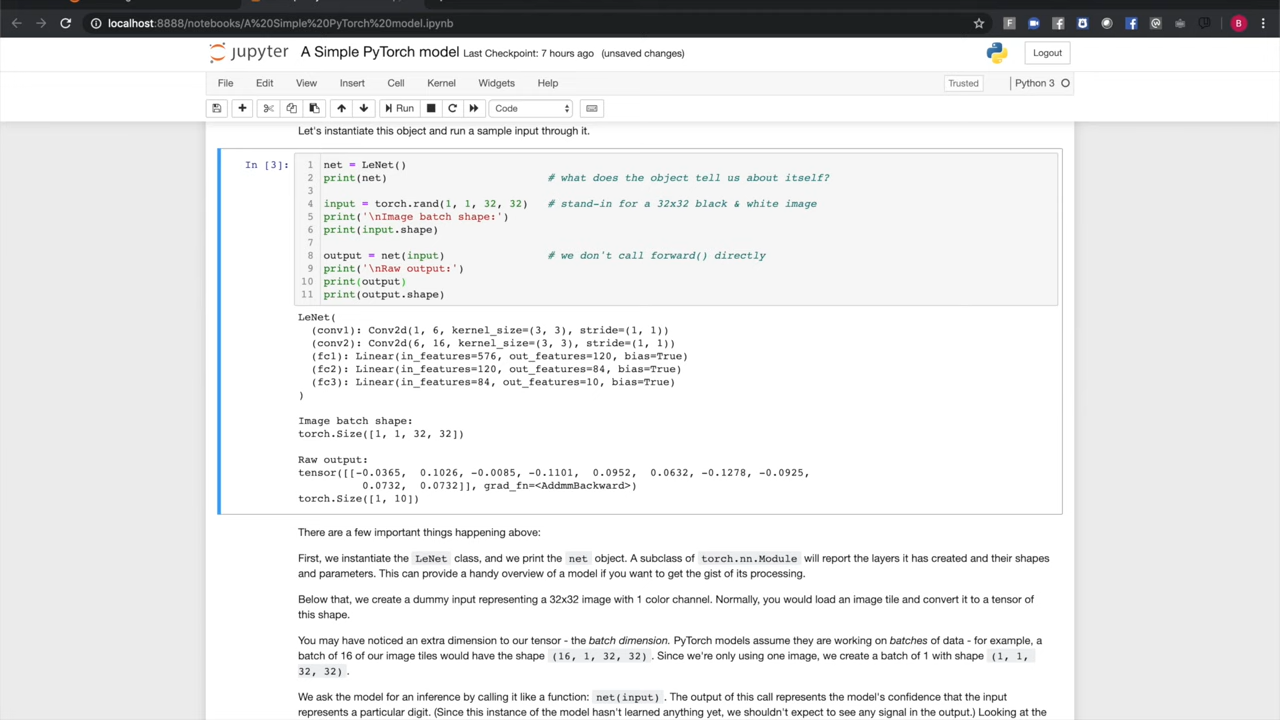 localhost:8888/notebooks/A%20Simple%20PyTorch%20model.ipynb
B
jupyter A Simple PyTorch model Last Checkpoint: 7 hours ago (unsaved changes)
Logout
File Edit View Insert Cell Kernel Widgets Help
Trusted
Python 3
Run
Code
Let's instantiate this object and run a sample input through it.
In [3]:
1 net = LeNet()
2 print(net) # what does the object tell us about itself?
3
4 input = torch.rand(1, 1, 32, 32) # stand-in for a 32x32 black & white image
5 print('\nImage batch shape:')
6 print(input.shape)
7
8 output = net(input) # we don't call forward() directly
9 print('\nRaw output:')
10 print(output)
11 print(output.shape)
LeNet(
(conv1): Conv2d(1, 6, kernel_size=(3, 3), stride=(1, 1))
(conv2): Conv2d(6, 16, kernel_size=(3, 3), stride=(1, 1))
(fc1): Linear(in_features=576, out_features=120, bias=True)
(fc2): Linear(in_features=120, out_features=84, bias=True)
(fc3): Linear(in_features=84, out_features=10, bias=True)
)
Image batch shape:
torch.Size([1, 1, 32, 32])
Raw output:
tensor([[-0.0365, 0.1026, -0.0085, -0.1101, 0.0952, 0.0632, -0.1278, -0.0925,
0.0732, 0.0732]], grad_fn=<AddmmBackward>)
torch.Size([1, 10])
There are a few important things happening above:
First, we instantiate the LeNet class, and we print the net object. A subclass of torch.nn.Module will report the layers it has created and their shapes
and parameters. This can provide a handy overview of a model if you want to get the gist of its processing.
Below that, we create a dummy input representing a 32x32 image with 1 color channel. Normally, you would load an image tile and convert it to a tensor of
this shape.
You may have noticed an extra dimension to our tensor - the batch dimension. PyTorch models assume they are working on batches of data - for example, a
batch of 16 of our image tiles would have the shape (16, 1, 32, 32). Since we're only using one image, we create a batch of 1 with shape (1, 1,
32, 32).
We ask the model for an inference by calling it like a function: net(input). The output of this call represents the model's confidence that the input
represents a particular digit. (Since this instance of the model hasn't learned anything yet, we shouldn't expect to see any signal in the output.) Looking at the